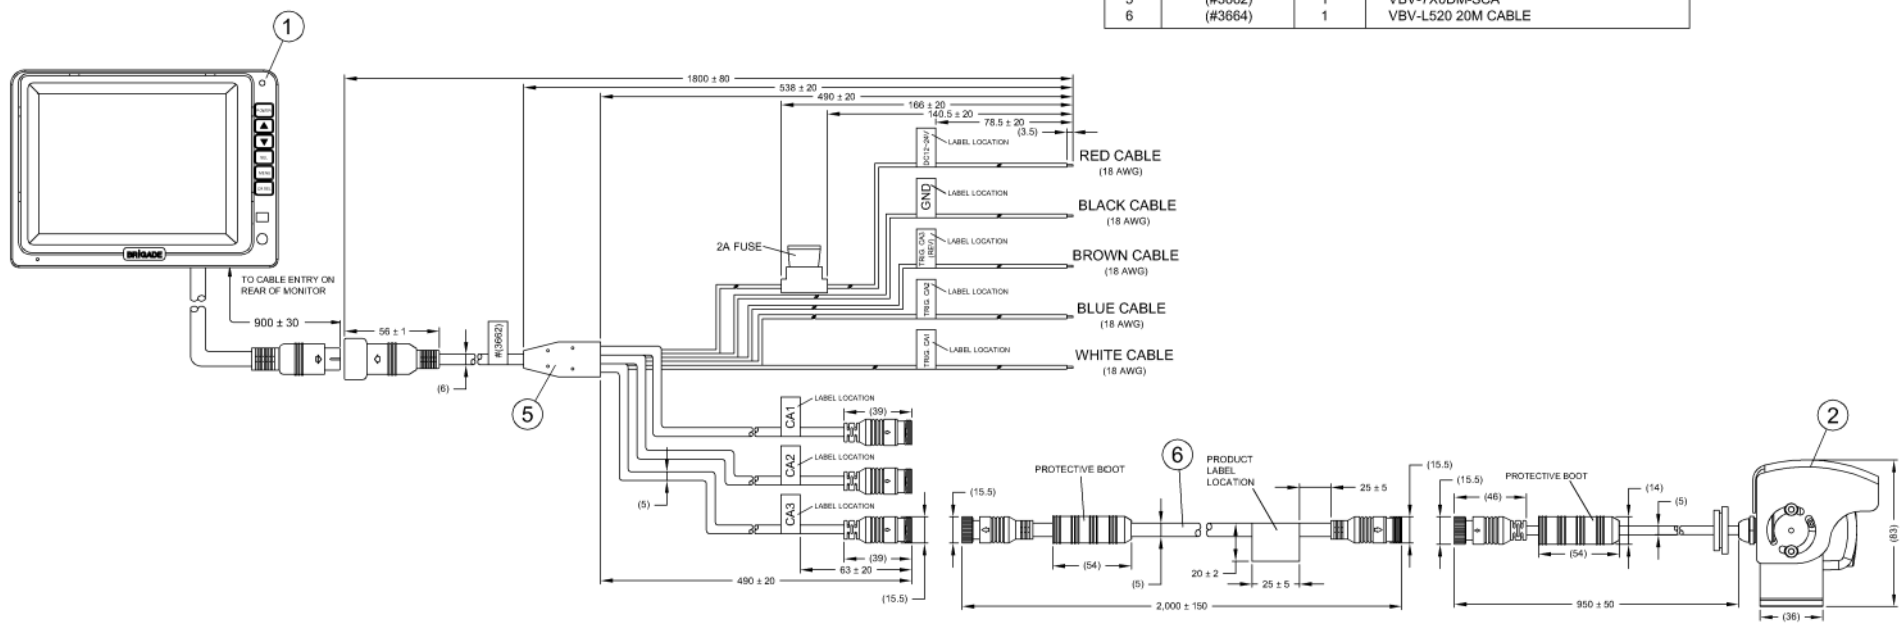 (#3662) 1 VBV-7X0DM-SCA
6 (#3664) 1 VBV-L520 20M CABLE
1
1800 ± 80
538 ± 20
490 ± 20
166 ± 20
140.5 ± 20
78.5 ± 20
(3.5)
POWER
BRIGADE
TO CABLE ENTRY ON
REAR OF MONITOR
900 ± 30
56 ± 1
(6)
#(3662)
5
2A FUSE
DC12~24V
LABEL LOCATION
RED CABLE
(18 AWG)
GND
LABEL LOCATION
BLACK CABLE
(18 AWG)
TRIG. CA3
(REV)
LABEL LOCATION
BROWN CABLE
(18 AWG)
TRIG. CA2
LABEL LOCATION
BLUE CABLE
(18 AWG)
TRIG. CA1
LABEL LOCATION
WHITE CABLE
(18 AWG)
CA1
LABEL LOCATION
(39)
CA2
LABEL LOCATION
(5)
CA3
LABEL LOCATION
(39)
63 ± 20
490 ± 20
(15.5)
(15.5)
PROTECTIVE BOOT
(54)
6
(5)
PRODUCT
LABEL
LOCATION
20 ± 2
25 ± 5
25 ± 5
(15.5)
2,000 ± 150
(15.5)
(46)
PROTECTIVE BOOT
(54)
(14)
(5)
950 ± 50
2
(83)
(36)